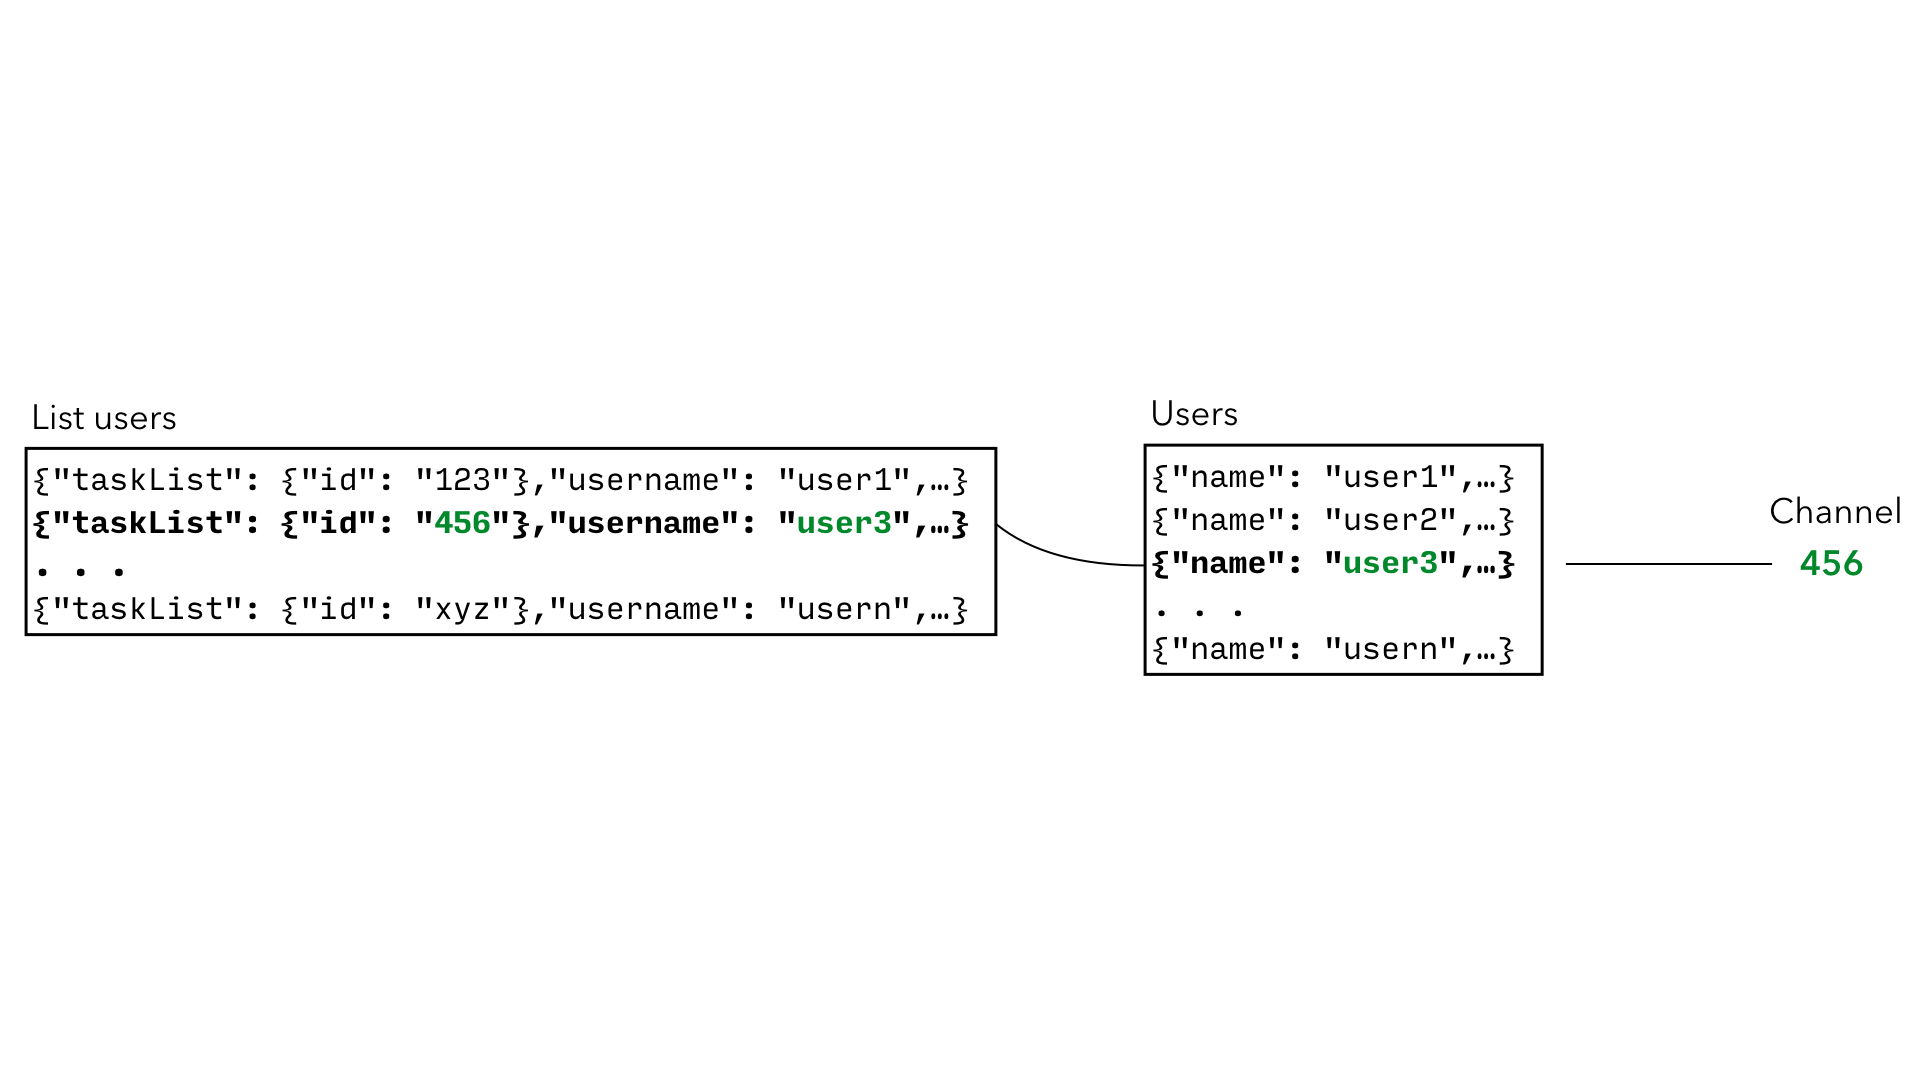 List users
{"taskList": {"id": "123"},"username": "user1",…}
{"taskList": {"id": "456"},"username": "user3",…}
. . .
{"taskList": {"id": "xyz"},"username": "usern",…}
Users
{"name": "user1",…}
{"name": "user2",…}
{"name": "user3",…}
. . .
{"name": "usern",…}
Channel
456